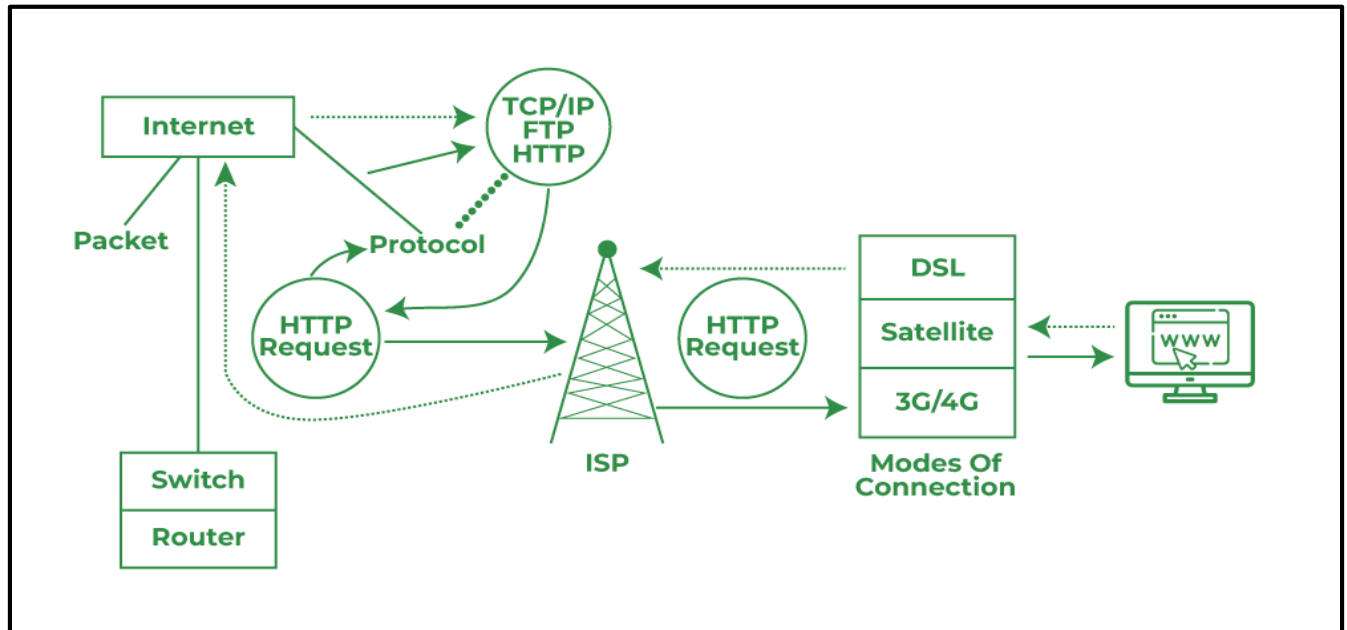 Internet
TCP/IP
FTP
HTTP
Packet
Protocol
HTTP
Request
HTTP
Request
DSL
Satellite
3G/4G
WWW
ISP
Modes Of
Connection
Switch
Router